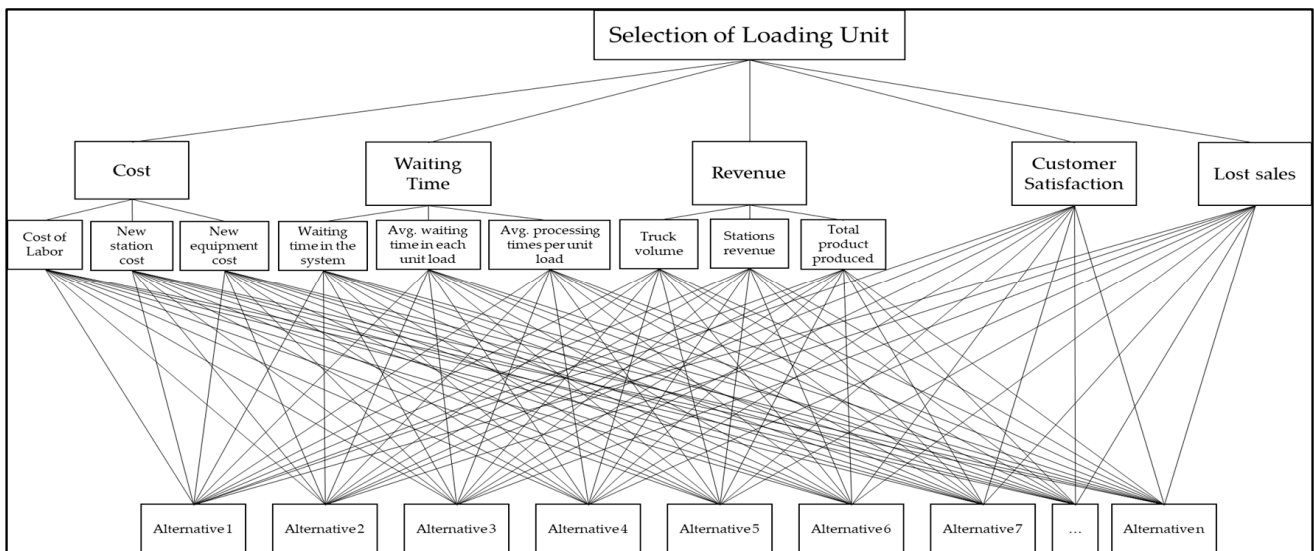 Selection of Loading Unit
Cost
Waiting
Time
Revenue
Customer
Satisfaction
Lost sales
Cost of
Labor
New
station
cost
New
equipment
cost
Waiting
time in the
system
Avg. waiting
time in each
unit load
Avg. processing
times per unit
load
Truck
volume
Stations
revenue
Total
product
produced
Alternative 1
Alternative 2
Alternative 3
Alternative 4
Alternative 5
Alternative 6
Alternative 7
...
Alternative n